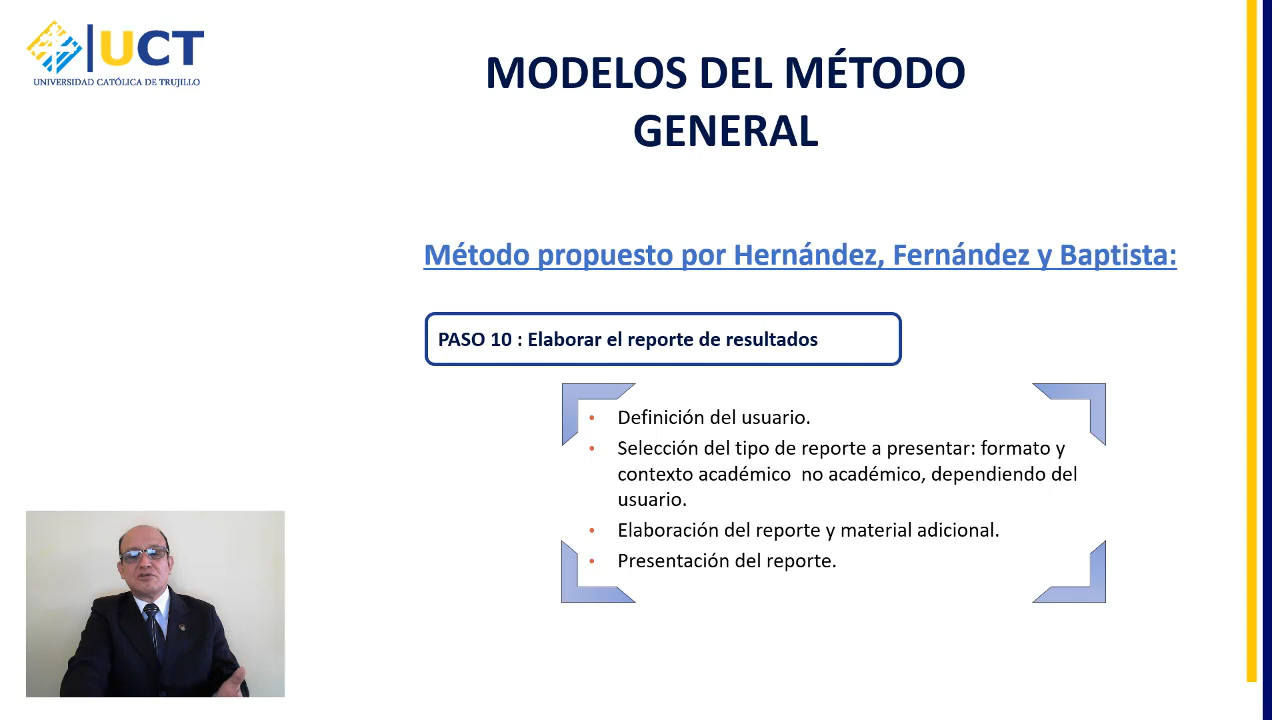 UCT
UNIVERSIDAD CATÓLICA DE TRUJILLO
MODELOS DEL MÉTODO
GENERAL
Método propuesto por Hernández, Fernández y Baptista:
PASO 10 : Elaborar el reporte de resultados
• Definición del usuario.
• Selección del tipo de reporte a presentar: formato y
contexto académico  no académico, dependiendo del
usuario.
• Elaboración del reporte y material adicional.
• Presentación del reporte.